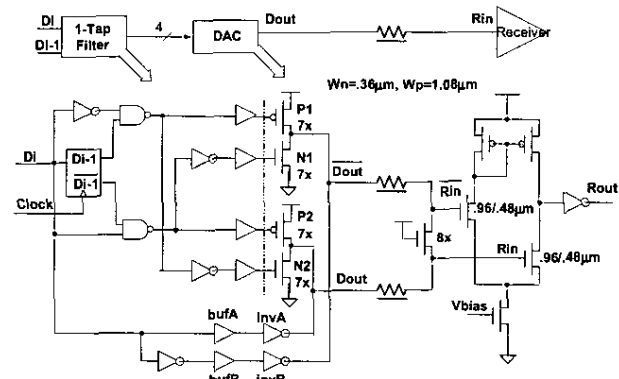 DI
DI-1
1-Tap
Filter
4
DAC
Dout
Rin
Receiver
Wn=.36µm, Wp=1.08µm
P1
7x
N1
7x
Di
Di-1
Di-1
Clock
Dout
Rin
.96/.48µm
Rout
P2
7x
8x
N2
7x
Dout
Rin
.96/.48µm
Vbias
bufA
InvA
bufB
invB